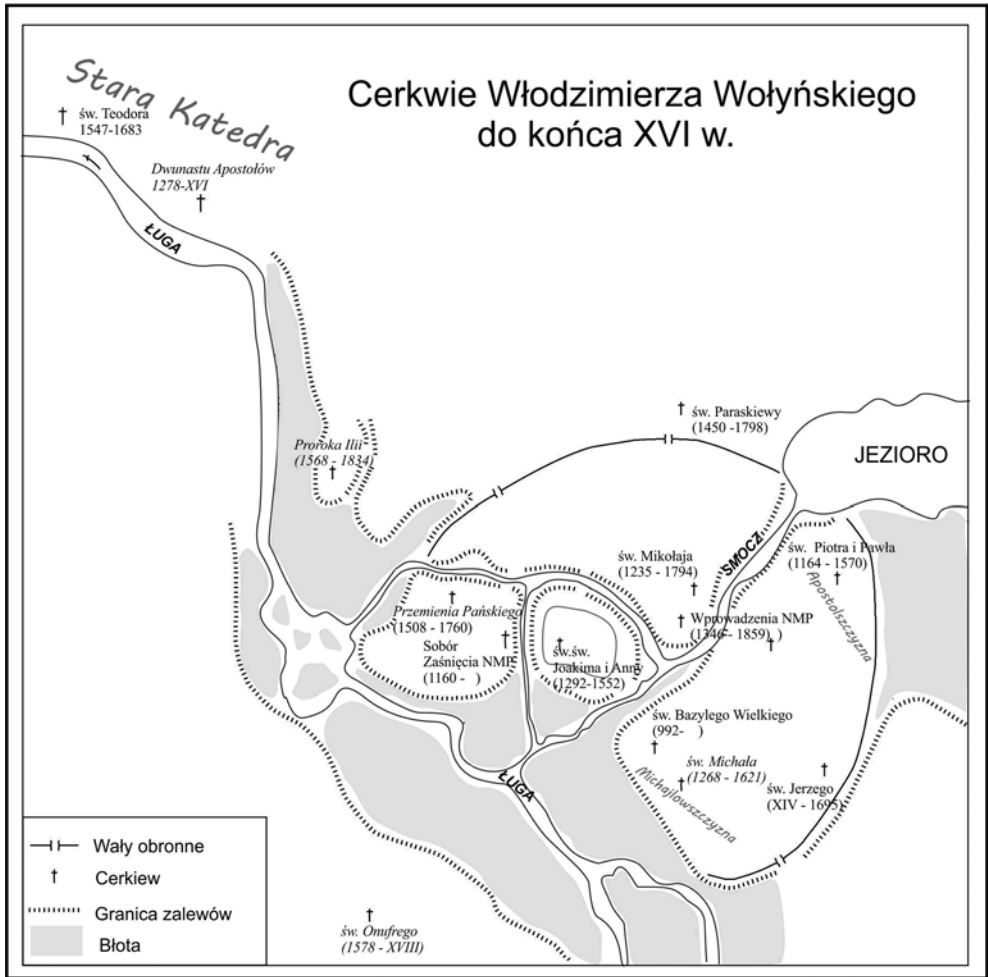 Cerkwie Włodzimierza Wołyńskiego
do końca XVI w.
Stara Katedra
św. Teodora
1547-1683
Dwunastu Apostołów
1278-XVI
ŁUGA
Proroka Ilii
(1568 - 1834)
św. Paraskiewy
(1450 -1798)
JEZIORO
SMOCZ
św. Mikołaja
(1235 - 1794)
św. Piotra i Pawła
(1164 - 1570)
Apostolszczyzna
Przemienia Pańskiego
(1508 - 1760)
Sobór
Zaśnięcia NMP
(1160 - )
św.św.
Joakima i Anny
(1292-1552)
Wprowadzenia NMP
(1346 - 1859) )
św. Bazylego Wielkiego
(992- )
św. Michała
(1268 - 1621)
Michajlowszczyzna
św. Jerzego
(XIV - 1695)
ŁUGA
św. Onufrego
(1578 - XVIII)
Wały obronne
Cerkiew
Granica zalewów
Błota